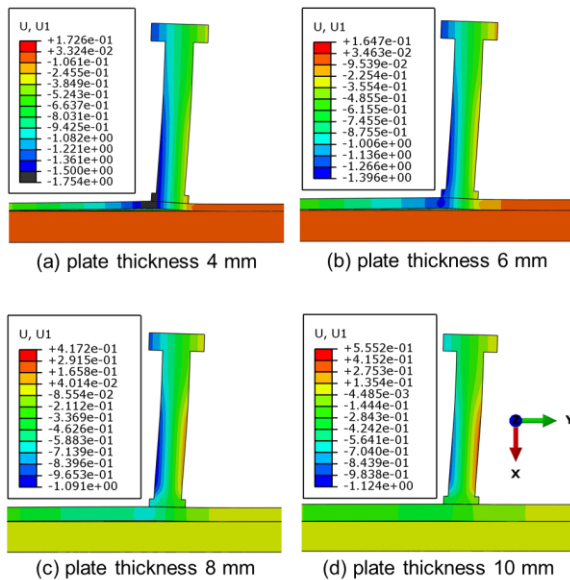 U, U1
+1.726e-01
+3.324e-02
-1.061e-01
-2.455e-01
-3.849e-01
-5.243e-01
-6.637e-01
-8.031e-01
-9.425e-01
-1.082e+00
-1.221e+00
-1.361e+00
-1.500e+00
-1.754e+00
(a) plate thickness 4 mm
U, U1
+1.647e-01
+3.463e-02
-9.539e-02
-2.254e-01
-3.554e-01
-4.855e-01
-6.155e-01
-7.455e-01
-8.755e-01
-1.006e+00
-1.136e+00
-1.266e+00
-1.396e+00
(b) plate thickness 6 mm
U, U1
+4.172e-01
+2.915e-01
+1.658e-01
+4.014e-02
-8.554e-02
-2.112e-01
-3.369e-01
-4.626e-01
-5.883e-01
-7.139e-01
-8.396e-01
-9.653e-01
-1.091e+00
(c) plate thickness 8 mm
U, U1
+5.552e-01
+4.152e-01
+2.753e-01
+1.354e-01
-4.485e-03
-1.444e-01
-2.843e-01
-4.242e-01
-5.641e-01
-7.040e-01
-8.439e-01
-9.838e-01
-1.124e+00
Y
X
(d) plate thickness 10 mm